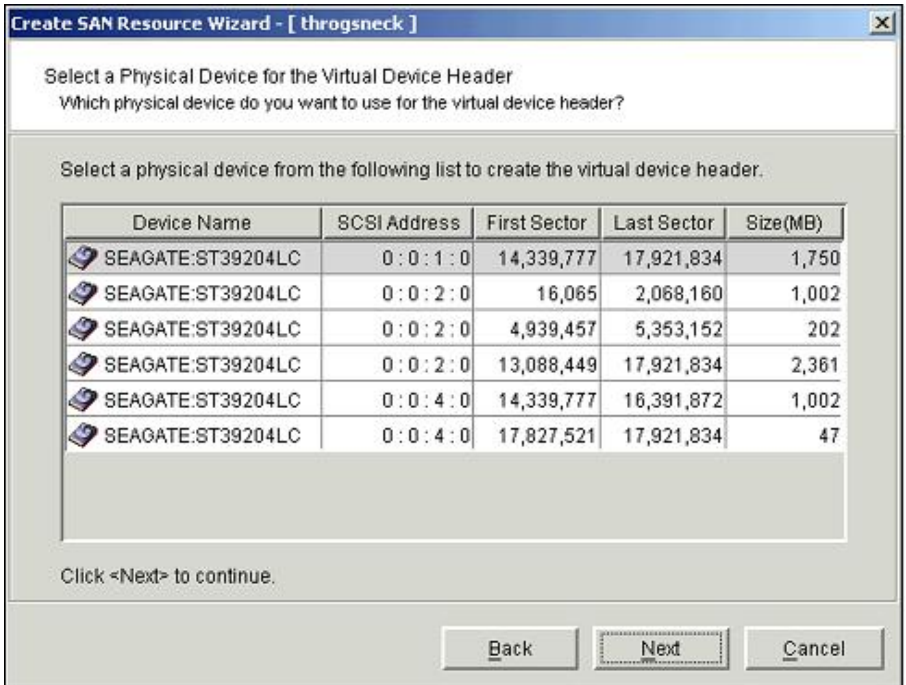 Create SAN Resource Wizard - [ throgsneck ]
Select a Physical Device for the Virtual Device Header
Which physical device do you want to use for the virtual device header?
Select a physical device from the following list to create the virtual device header.
Device Name SCSI Address First Sector Last Sector Size(MB)
SEAGATE:ST39204LC 0:0:1:0 14,339,777 17,921,834 1,750
SEAGATE:ST39204LC 0:0:2:0 16,065 2,068,160 1,002
SEAGATE:ST39204LC 0:0:2:0 4,939,457 5,353,152 202
SEAGATE:ST39204LC 0:0:2:0 13,088,449 17,921,834 2,361
SEAGATE:ST39204LC 0:0:4:0 14,339,777 16,391,872 1,002
SEAGATE:ST39204LC 0:0:4:0 17,827,521 17,921,834 47
Click <Next> to continue.
Back Next Cancel